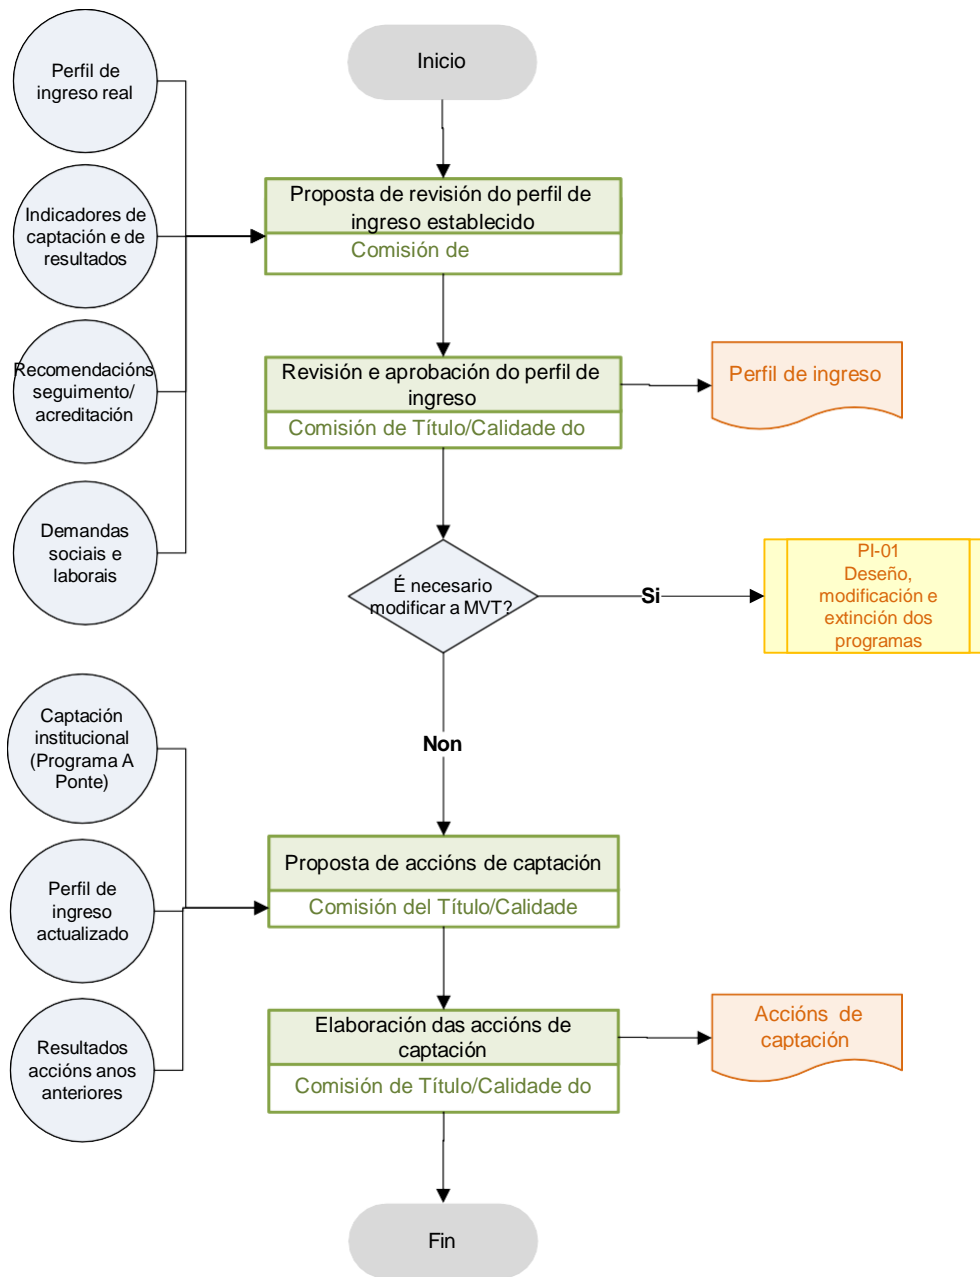 Inicio
Perfil de
ingreso real
Proposta de revisión do perfil de
ingreso establecido
Comisión de
Indicadores de
captación e de
resultados
Recomendacións
seguimento/
acreditación
Revisión e aprobación do perfil de
ingreso
Comisión de Título/Calidade do
Perfil de ingreso
Demandas
sociais e
laborais
É necesario
modificar a MVT?
Si
PI-01
Deseño,
modificación e
extinción dos
programas
Non
Captación
institucional
(Programa A
Ponte)
Proposta de accións de captación
Comisión del Título/Calidade
Perfil de
ingreso
actualizado
Resultados
accións anos
anteriores
Elaboración das accións de
captación
Comisión de Título/Calidade do
Accións de
captación
Fin